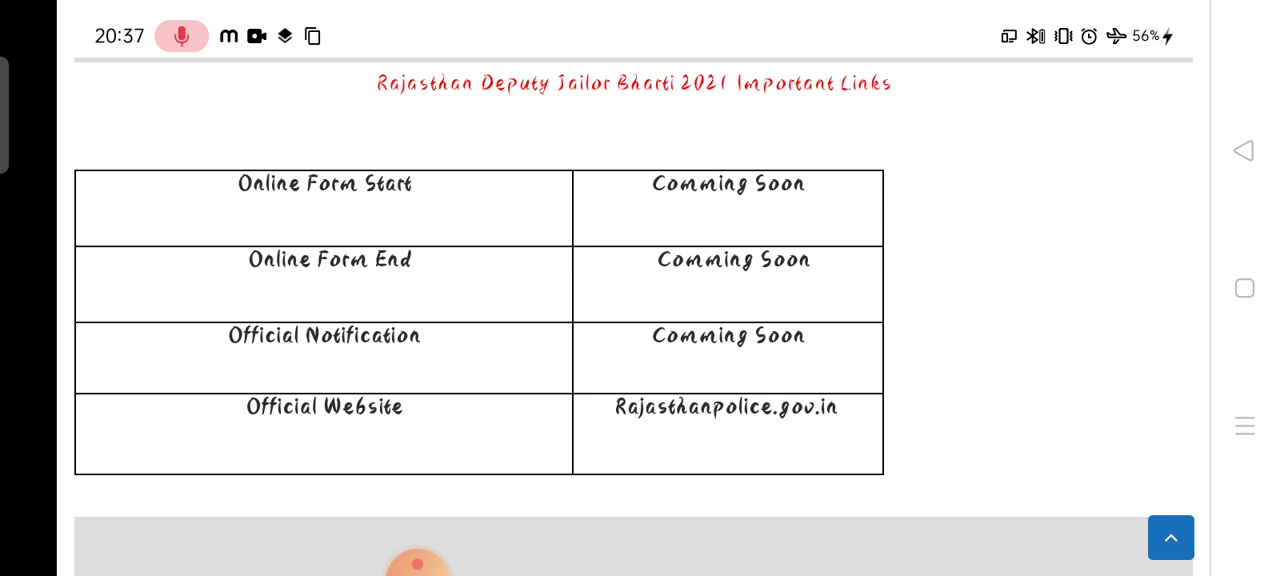 20:37
56%
Rajasthan Deputy Jailor Bharti 2021 Important Links
Online Form Start Comming Soon
Online Form End Comming Soon
Official Notification Comming Soon
Official Website Rajasthanpolice.gov.in